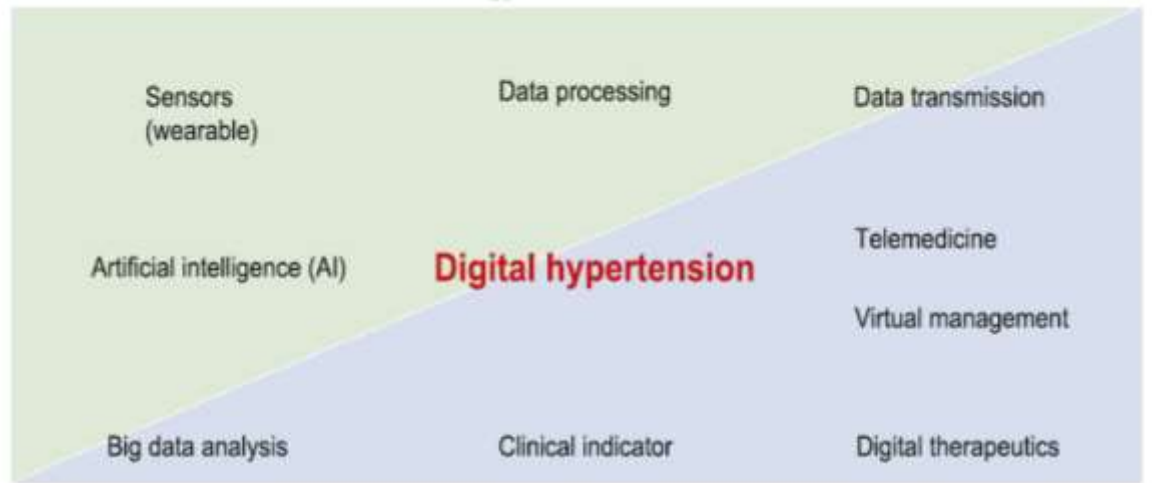 Sensors
(wearable)
Data processing
Data transmission
Artificial intelligence (AI)
Digital hypertension
Telemedicine
Virtual management
Big data analysis
Clinical indicator
Digital therapeutics